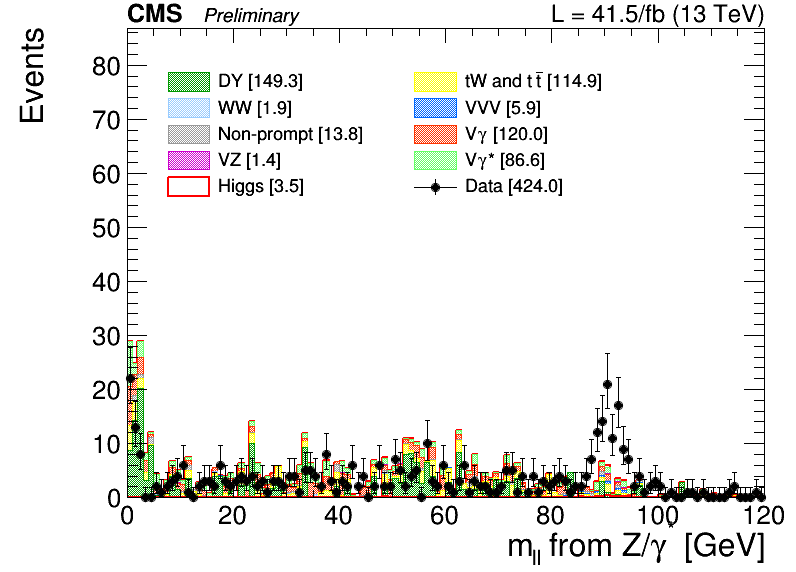 CMS Preliminary L = 41.5/fb (13 TeV)
Events
80
70
60
50
40
30
20
10
0
DY [149.3]
WW [1.9]
Non-prompt [13.8]
VZ [1.4]
Higgs [3.5]
tW and tt̄ [114.9]
VVV [5.9]
Vγ [120.0]
Vγ* [86.6]
Data [424.0]
0 20 40 60 80 100 120
m_ll from Z/γ* [GeV]